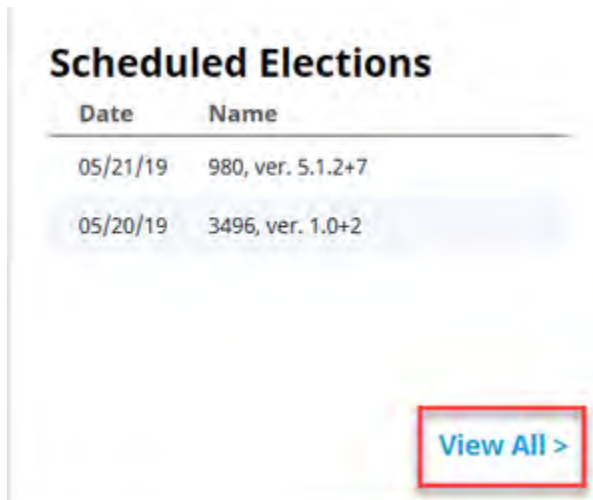 Scheduled Elections
Date Name
05/21/19 980, ver. 5.1.2+7
05/20/19 3496, ver. 1.0+2
View All >